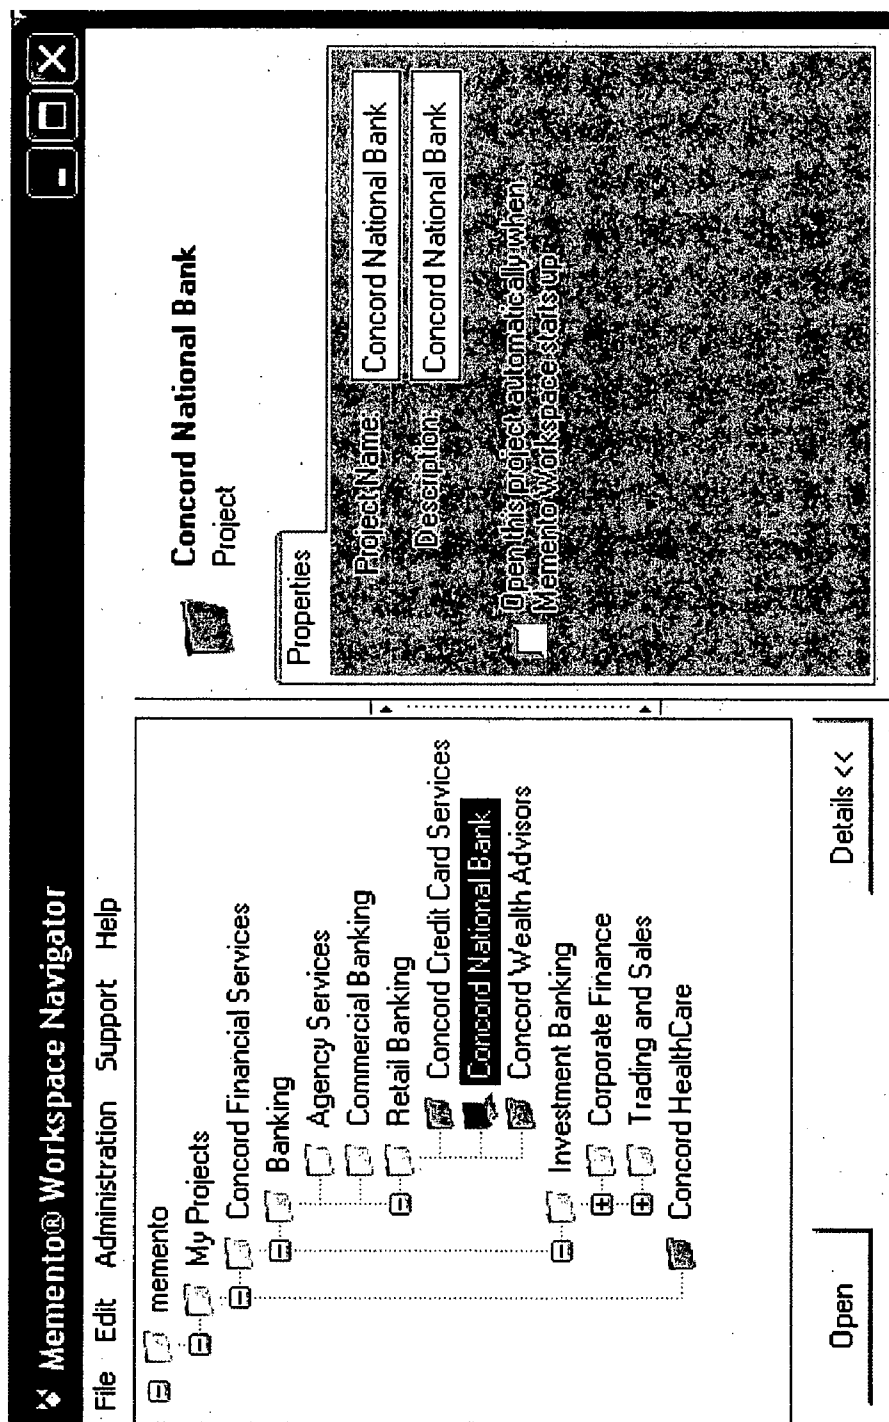 Memento® Workspace Navigator
File Edit Administration Support Help
memento
My Projects
Concord Financial Services
Banking
Agency Services
Commercial Banking
Retail Banking
Concord Credit Card Services
Concord National Bank
Concord Wealth Advisors
Investment Banking
Corporate Finance
Trading and Sales
Concord HealthCare
Open
Details <<
Concord National Bank
Project
Properties
Project Name: Concord National Bank
Description: Concord National Bank
Open this project automatically when
Memento Workspace starts up